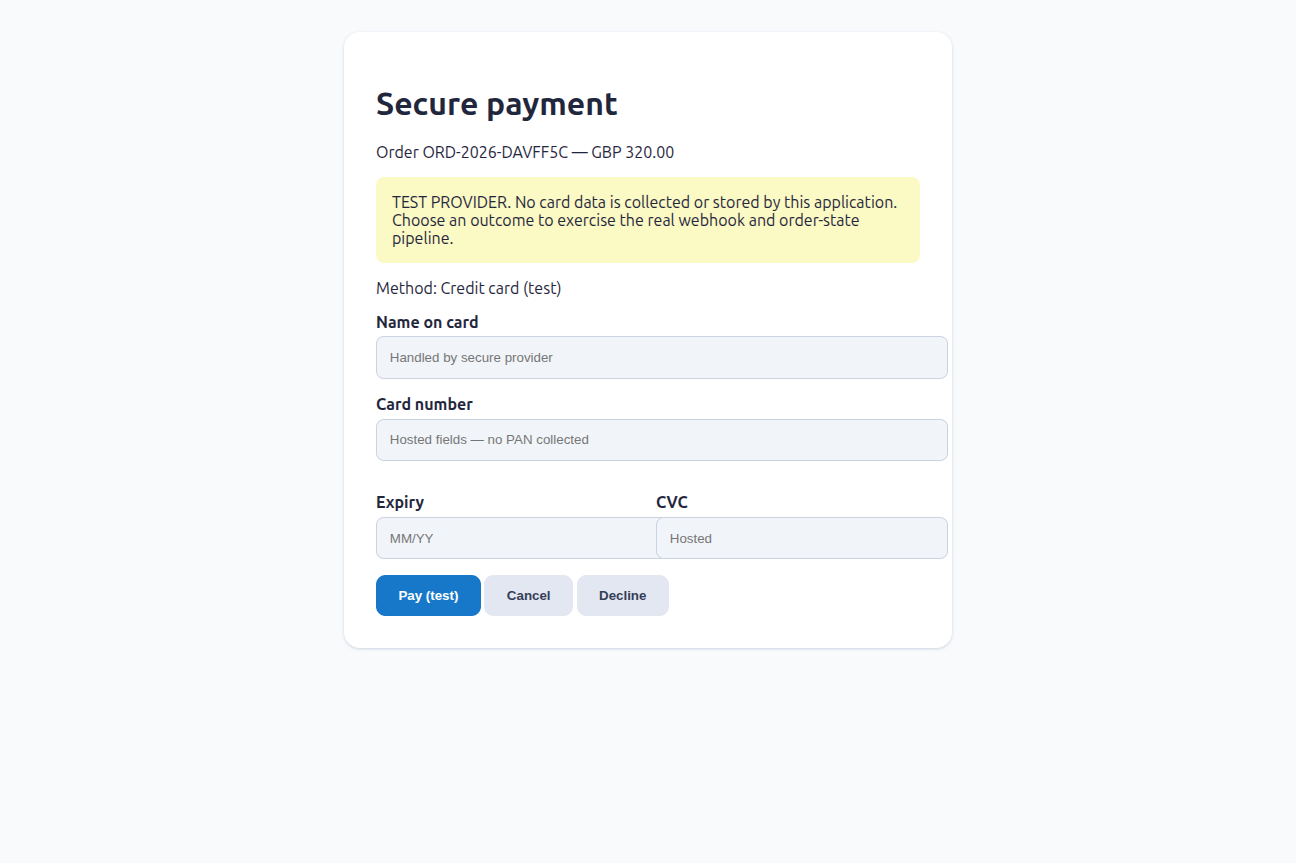 Secure payment
Order ORD-2026-DAVFF5C — GBP 320.00
TEST PROVIDER. No card data is collected or stored by this application.
Choose an outcome to exercise the real webhook and order-state
pipeline.
Method: Credit card (test)
Name on card
Handled by secure provider
Card number
Hosted fields — no PAN collected
Expiry CVC
MM/YY Hosted
Pay (test) Cancel Decline